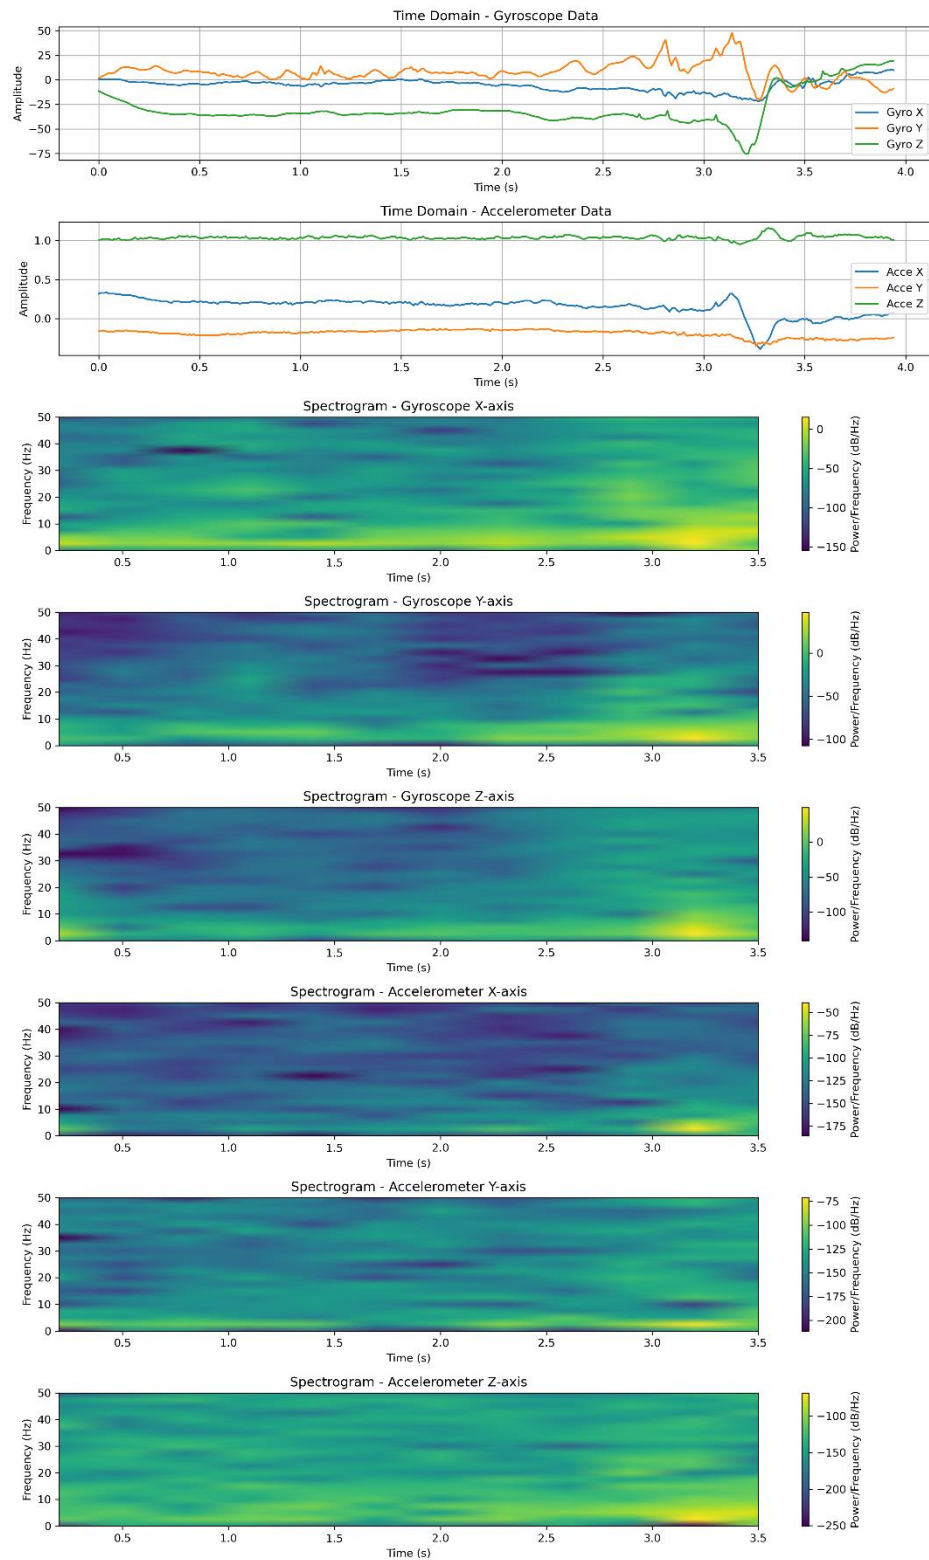 Time Domain - Gyroscope Data
Amplitude
50
25
0
−25
−50
−75
Gyro X
Gyro Y
Gyro Z
0.0 0.5 1.0 1.5 2.0 2.5 3.0 3.5 4.0
Time (s)
Time Domain - Accelerometer Data
Amplitude
1.0
0.5
0.0
Acce X
Acce Y
Acce Z
0.0 0.5 1.0 1.5 2.0 2.5 3.0 3.5 4.0
Time (s)
Spectrogram - Gyroscope X-axis
Frequency (Hz)
50
40
30
20
10
0
0.5 1.0 1.5 2.0 2.5 3.0 3.5
Time (s)
0
−50
−100
−150
Power/Frequency (dB/Hz)
Spectrogram - Gyroscope Y-axis
Frequency (Hz)
50
40
30
20
10
0
0.5 1.0 1.5 2.0 2.5 3.0 3.5
Time (s)
0
−50
−100
Power/Frequency (dB/Hz)
Spectrogram - Gyroscope Z-axis
Frequency (Hz)
50
40
30
20
10
0
0.5 1.0 1.5 2.0 2.5 3.0 3.5
Time (s)
0
−50
−100
Power/Frequency (dB/Hz)
Spectrogram - Accelerometer X-axis
Frequency (Hz)
50
40
30
20
10
0
0.5 1.0 1.5 2.0 2.5 3.0 3.5
Time (s)
−50
−75
−100
−125
−150
−175
Power/Frequency (dB/Hz)
Spectrogram - Accelerometer Y-axis
Frequency (Hz)
50
40
30
20
10
0
0.5 1.0 1.5 2.0 2.5 3.0 3.5
Time (s)
−75
−100
−125
−150
−175
−200
Power/Frequency (dB/Hz)
Spectrogram - Accelerometer Z-axis
Frequency (Hz)
50
40
30
20
10
0
0.5 1.0 1.5 2.0 2.5 3.0 3.5
Time (s)
−100
−150
−200
−250
Power/Frequency (dB/Hz)